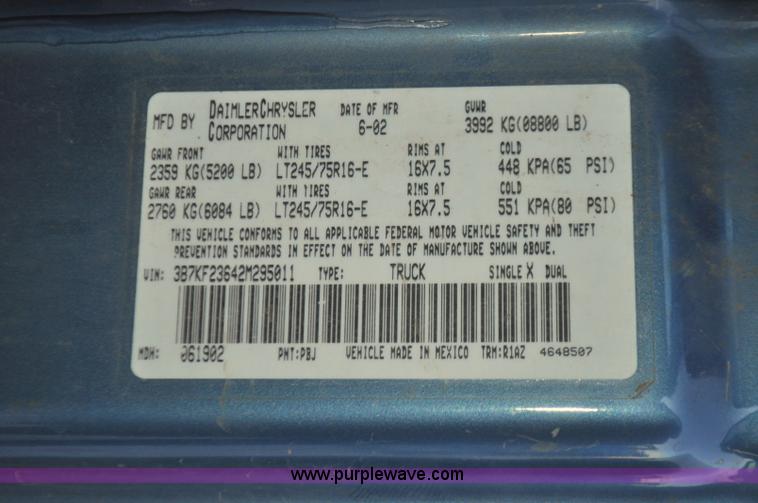 MFD BY DAIMLERCHRYSLER CORPORATION DATE OF MFR 6-02 GVWR 3992 KG(08800 LB)
GAWR FRONT WITH TIRES RIMS AT COLD
2359 KG(5200 LB) LT245/75R16-E 16X7.5 448 KPA(65 PSI)
GAWR REAR WITH TIRES RIMS AT COLD
2760 KG(6084 LB) LT245/75R16-E 16X7.5 551 KPA(80 PSI)
THIS VEHICLE CONFORMS TO ALL APPLICABLE FEDERAL MOTOR VEHICLE SAFETY AND THEFT
PREVENTION STANDARDS IN EFFECT ON THE DATE OF MANUFACTURE SHOWN ABOVE.
VIN: 3B7KF23642M295011 TYPE: TRUCK SINGLE X DUAL
MDH: 061902 PNT:PBJ VEHICLE MADE IN MEXICO TRM:R1AZ 4648507
www.purplewave.com